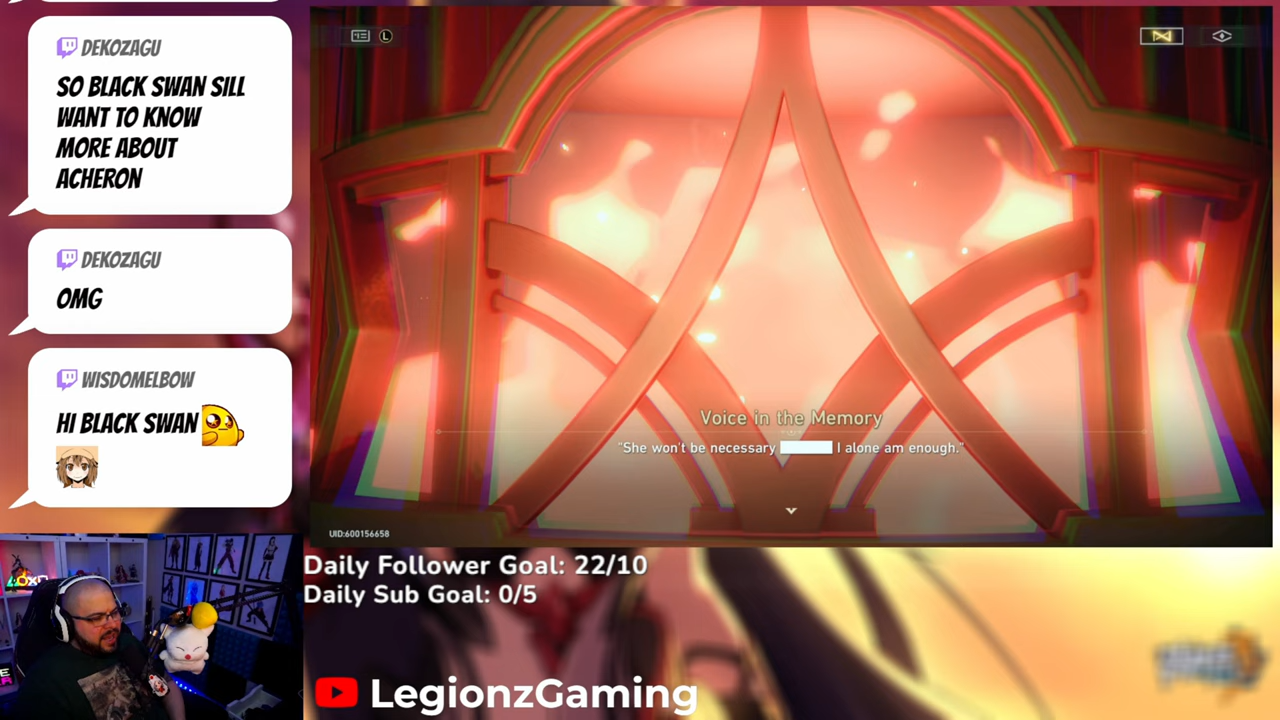 DEKOZAGU
SO BLACK SWAN SILL
WANT TO KNOW
MORE ABOUT
ACHERON
DEKOZAGU
OMG
WISDOMELBOW
HI BLACK SWAN
L
Voice in the Memory
"She won't be necessary I alone am enough."
UID:600156658
Daily Follower Goal: 22/10
Daily Sub Goal: 0/5
LegionzGaming